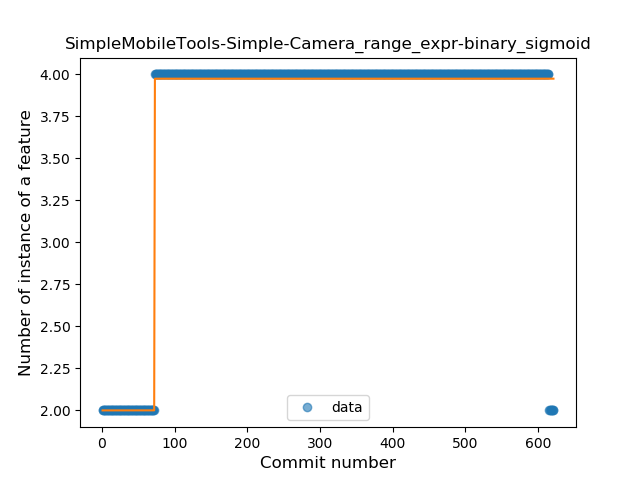 SimpleMobileTools-Simple-Camera_range_expr-binary_sigmoid
Number of instance of a feature
4.00
3.75
3.50
3.25
3.00
2.75
2.50
2.25
2.00
data
0 100 200 300 400 500 600
Commit number